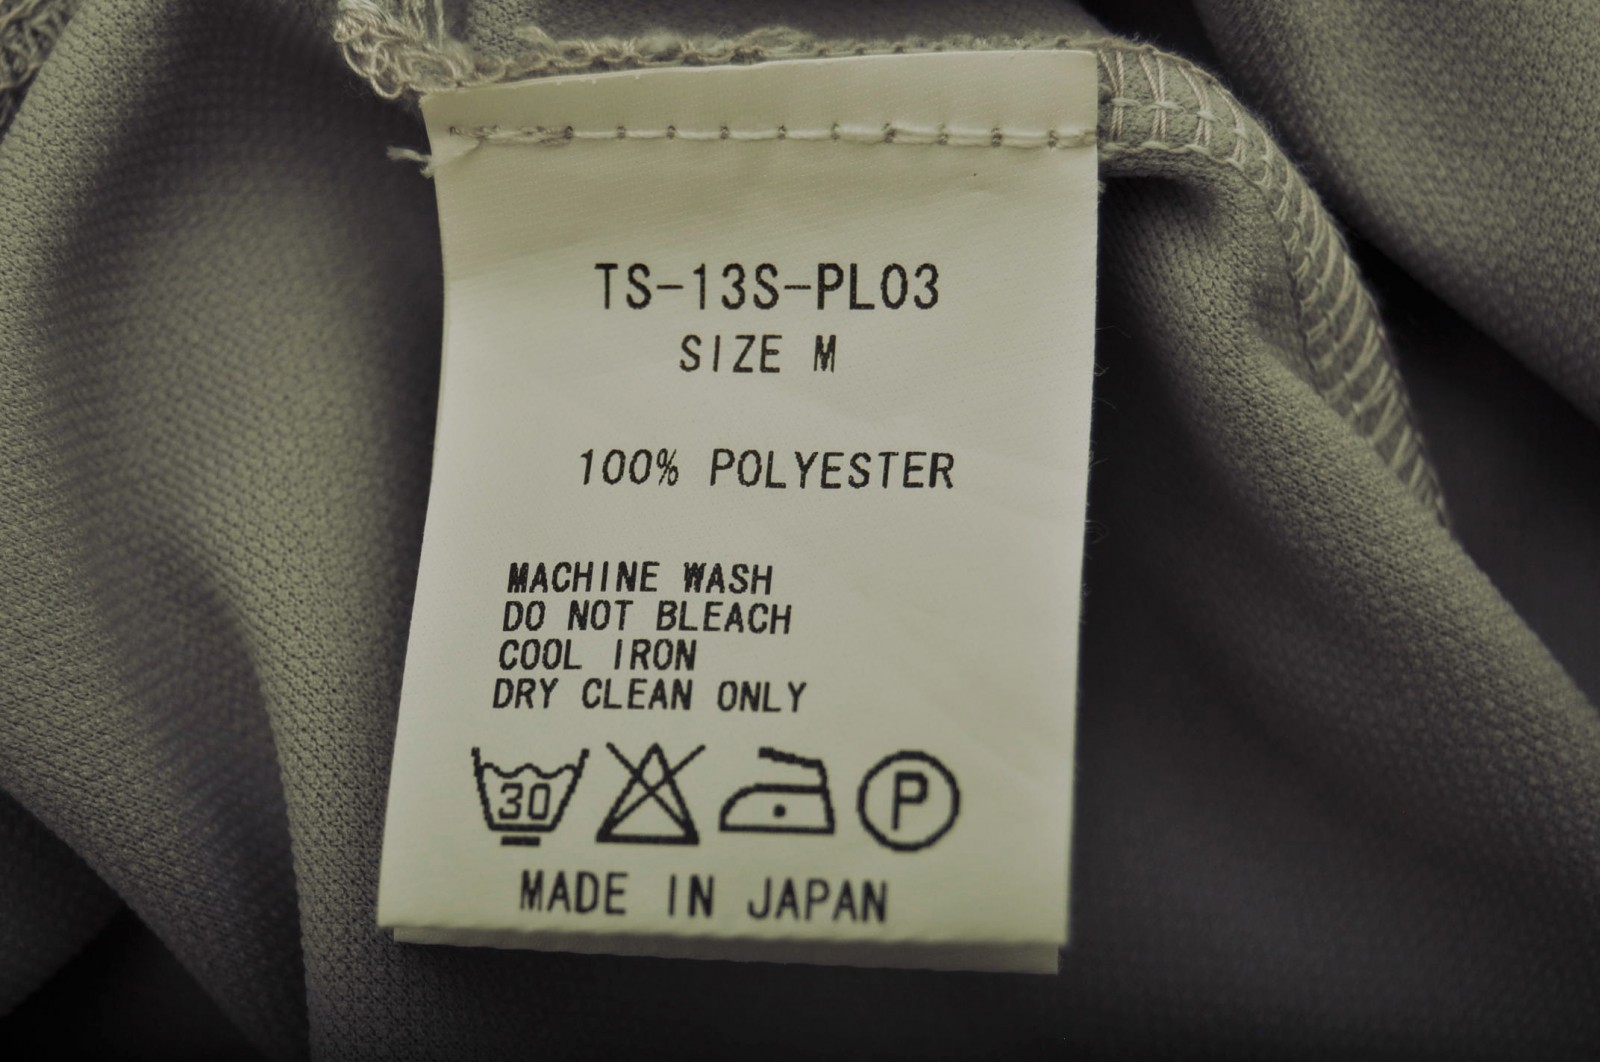 TS-13S-PL03
SIZE M
100% POLYESTER
MACHINE WASH
DO NOT BLEACH
COOL IRON
DRY CLEAN ONLY
30 P
MADE IN JAPAN